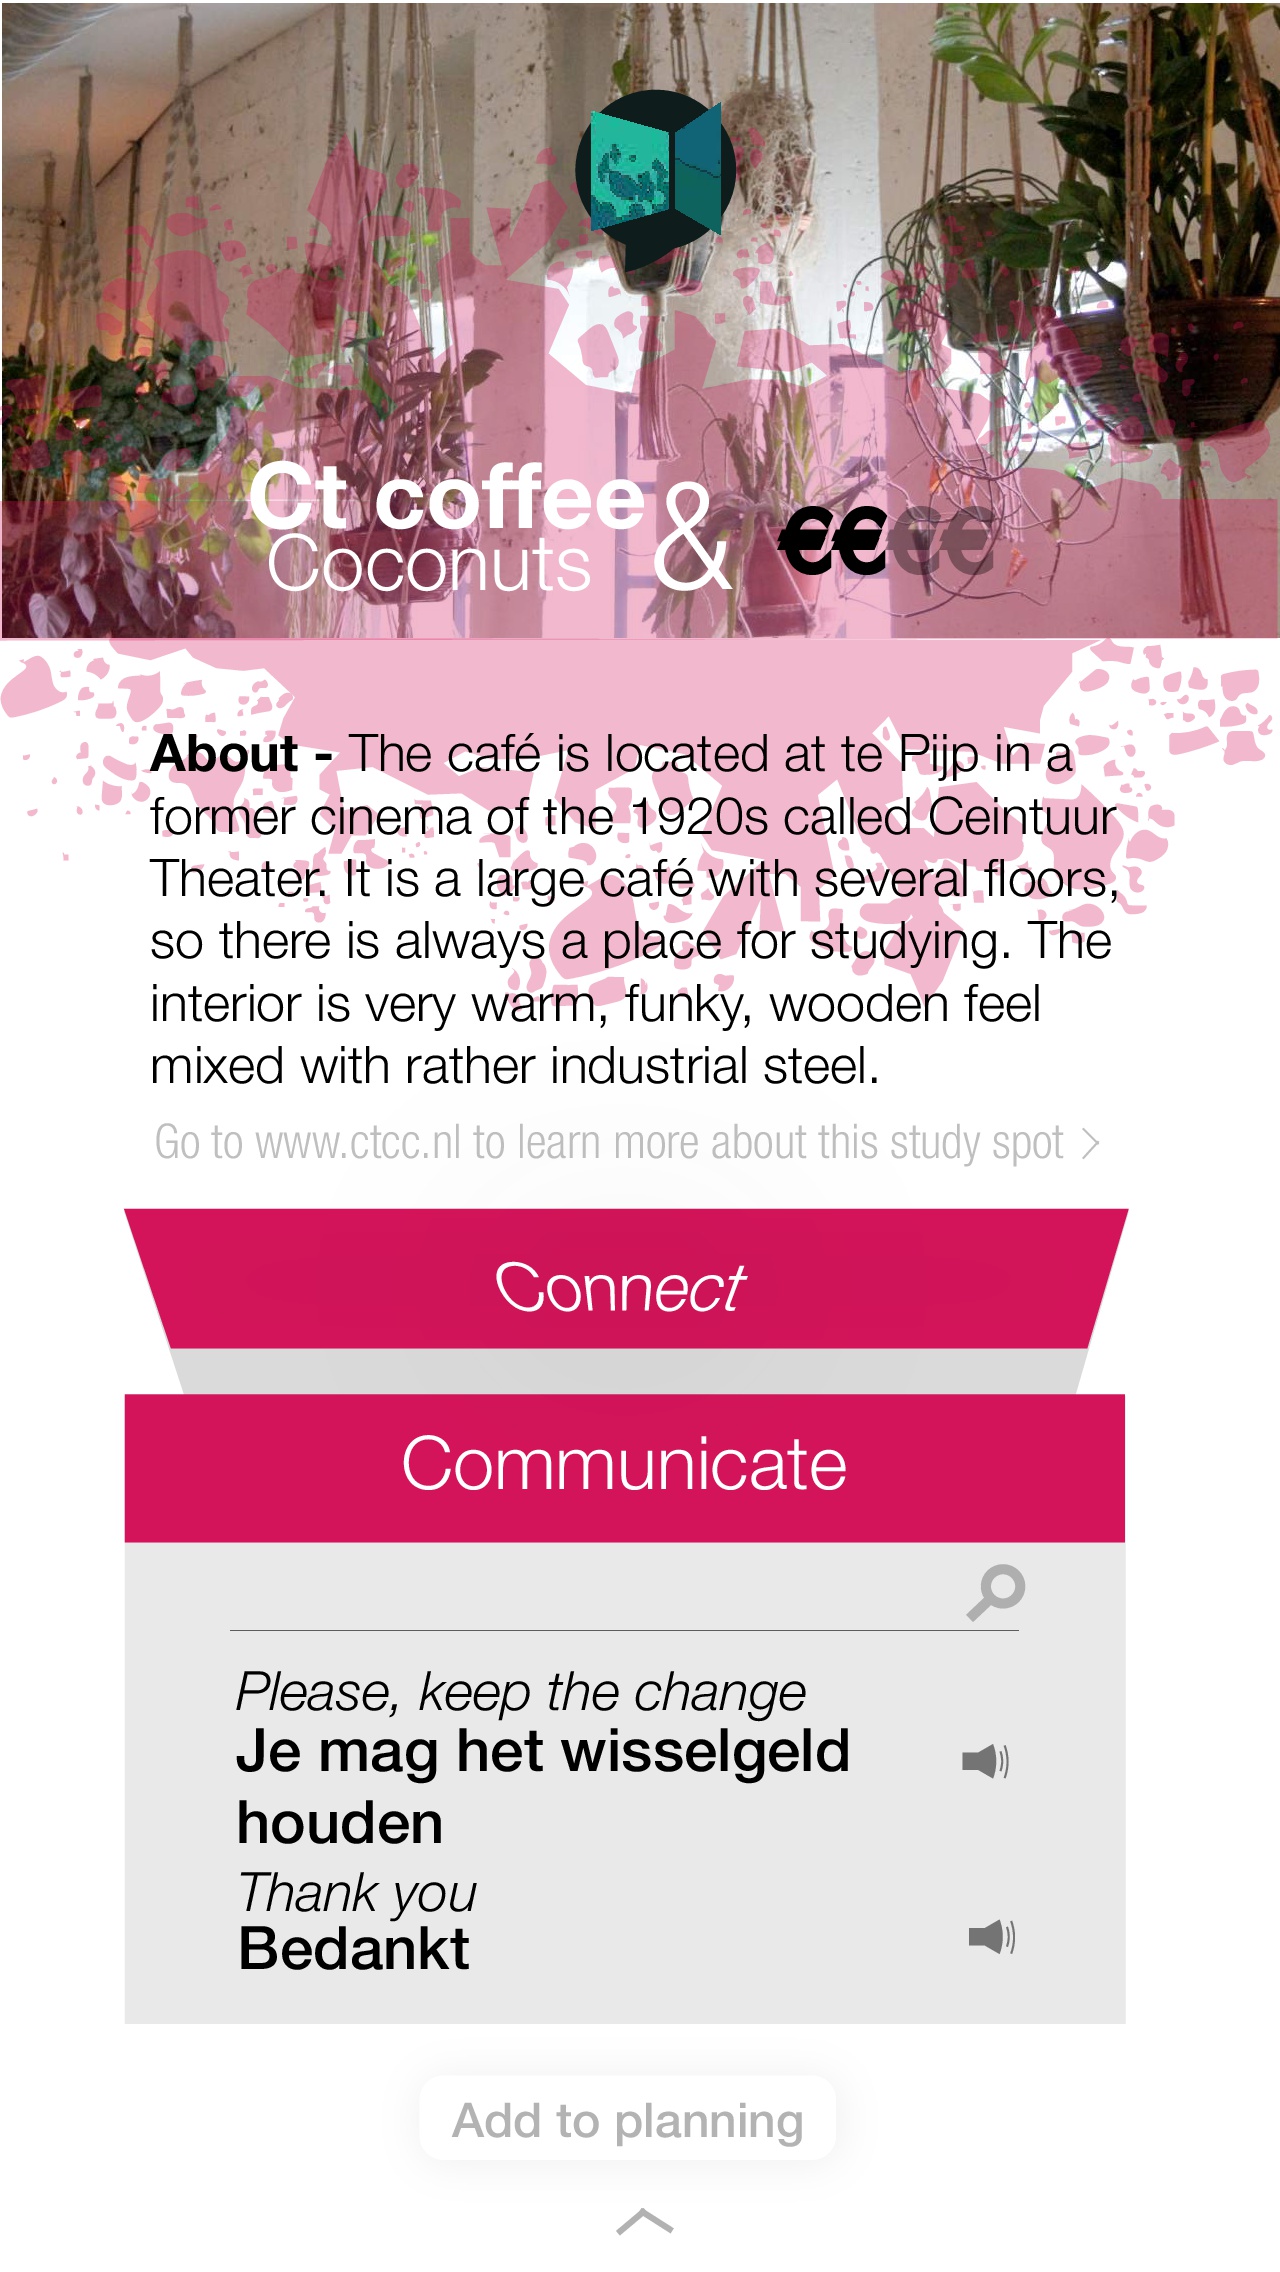 Ct coffee &
Coconuts
€€€€
About - The café is located at te Pijp in a
former cinema of the 1920s called Ceintuur
Theater. It is a large café with several floors,
so there is always a place for studying. The
interior is very warm, funky, wooden feel
mixed with rather industrial steel.
Go to www.ctcc.nl to learn more about this study spot >
Connect
Communicate
Please, keep the change
Je mag het wisselgeld
houden
Thank you
Bedankt
Add to planning